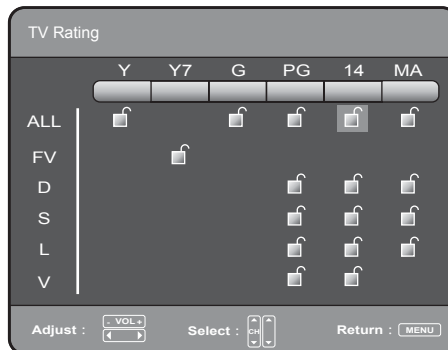 TV Rating
Y Y7 G PG 14 MA
ALL
FV
D
S
L
V
Adjust : - VOL + Select : CH Return : MENU